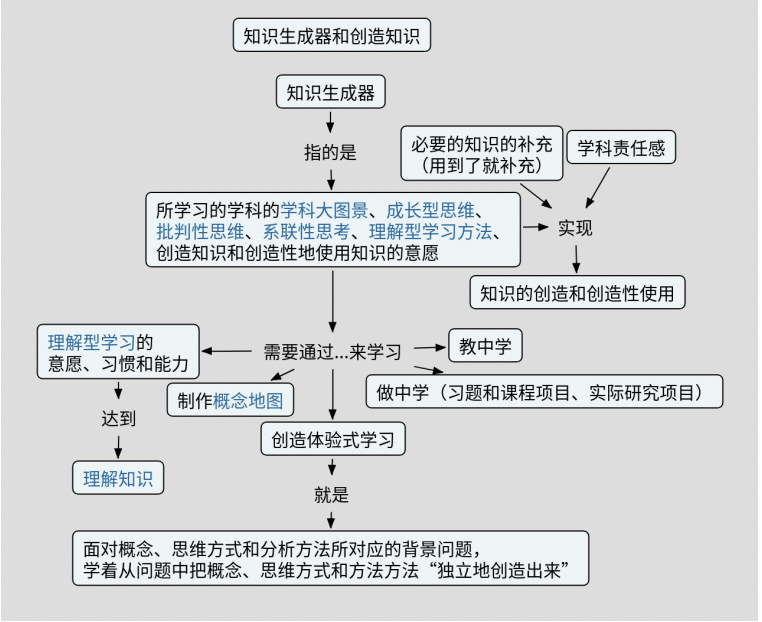 知识生成器和创造知识
知识生成器
指的是
必要的知识的补充
（用到了就补充）
学科责任感
所学习的学科的学科大图景、成长型思维、
批判性思维、系联性思考、理解型学习方法、
创造知识和创造性地使用知识的意愿
实现
知识的创造和创造性使用
理解型学习的
意愿、习惯和能力
需要通过...来学习
教中学
制作概念地图
做中学（习题和课程项目、实际研究项目）
达到
创造体验式学习
理解知识
就是
面对概念、思维方式和分析方法所对应的背景问题，
学着从问题中把概念、思维方式和方法方法“独立地创造出来”